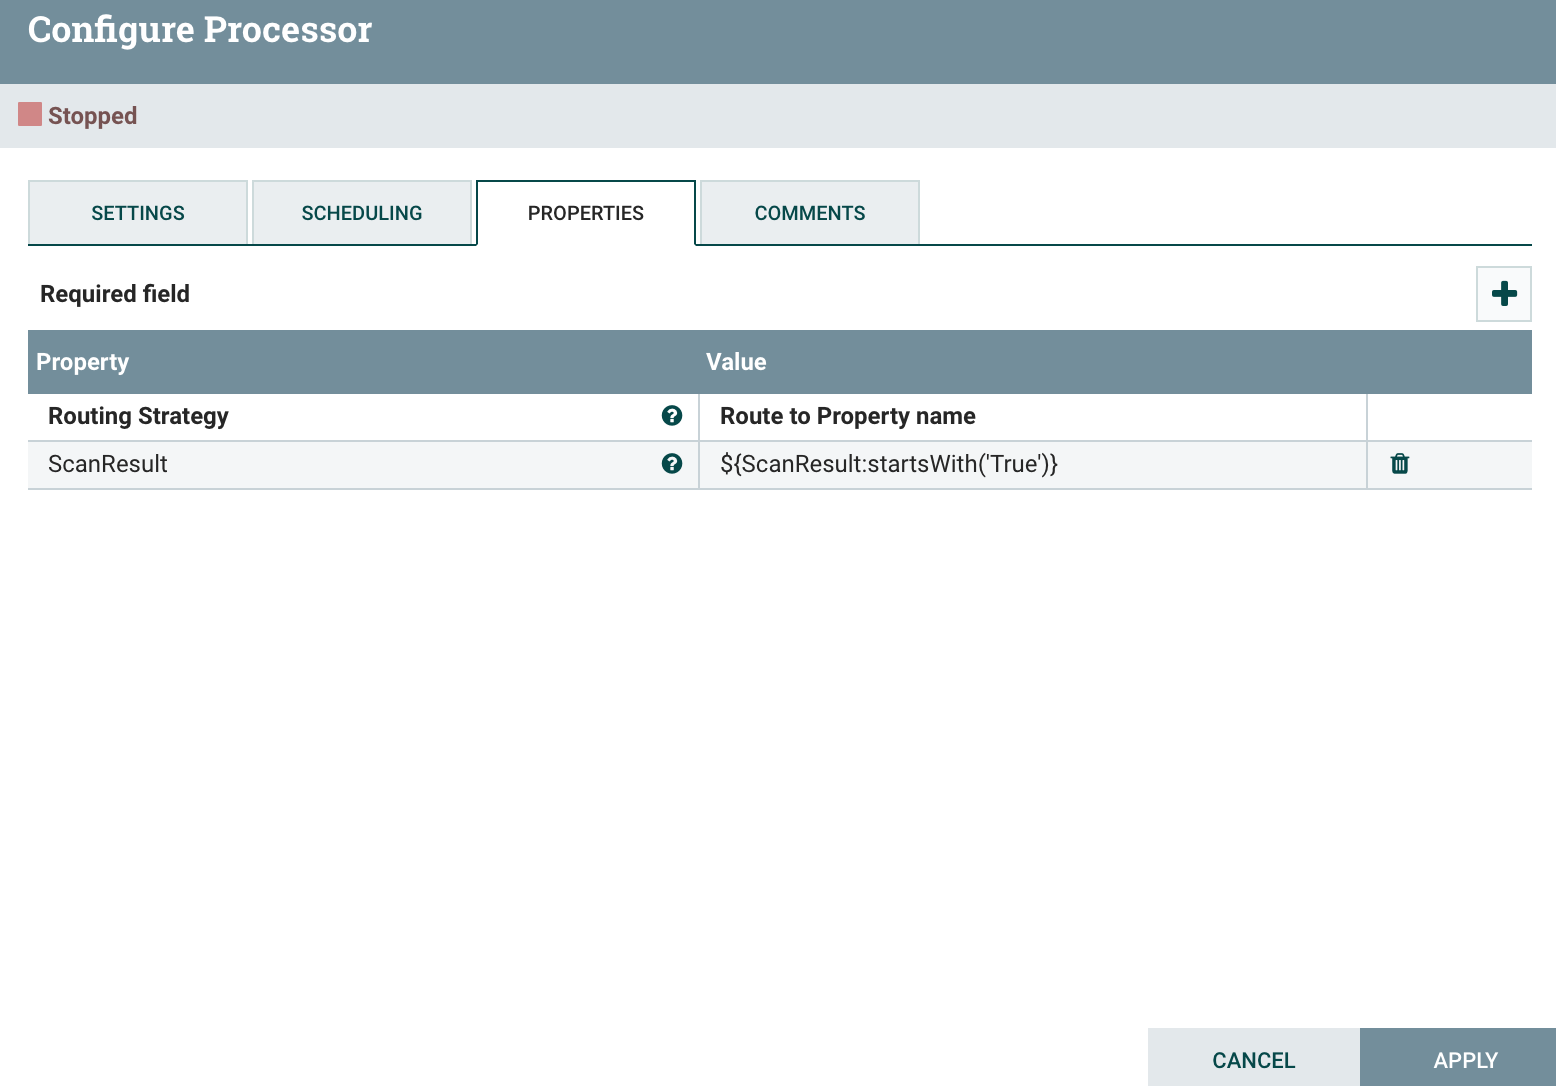 Configure Processor
Stopped
SETTINGS SCHEDULING PROPERTIES COMMENTS
Required field
Property Value
Routing Strategy Route to Property name
ScanResult ${ScanResult:startsWith('True')}
CANCEL APPLY